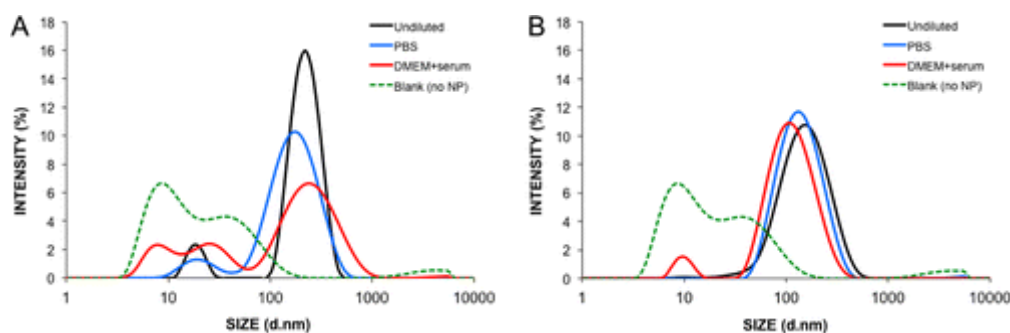 A
Undiluted
PBS
DMEM+serum
Blank (no NP)
INTENSITY (%)
18
16
14
12
10
8
6
4
2
0
1 10 100 1000 10000
SIZE (d.nm)
B
Undiluted
PBS
DMEM+serum
Blank (no NP)
INTENSITY (%)
18
16
14
12
10
8
6
4
2
0
1 10 100 1000 10000
SIZE (d.nm)